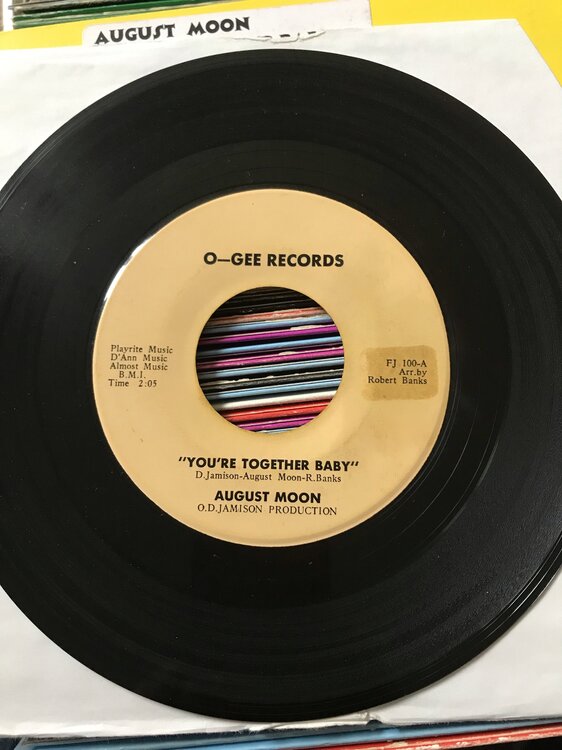 AUGUST MOON
O—GEE RECORDS
Playrite Music
D'Ann Music
Almost Music
B.M.I.
Time 2:05
FJ 100-A
Arr.by
Robert Banks
"YOU'RE TOGETHER BABY"
D.Jamison-August Moon-R.Banks
AUGUST MOON
O.D.JAMISON PRODUCTION